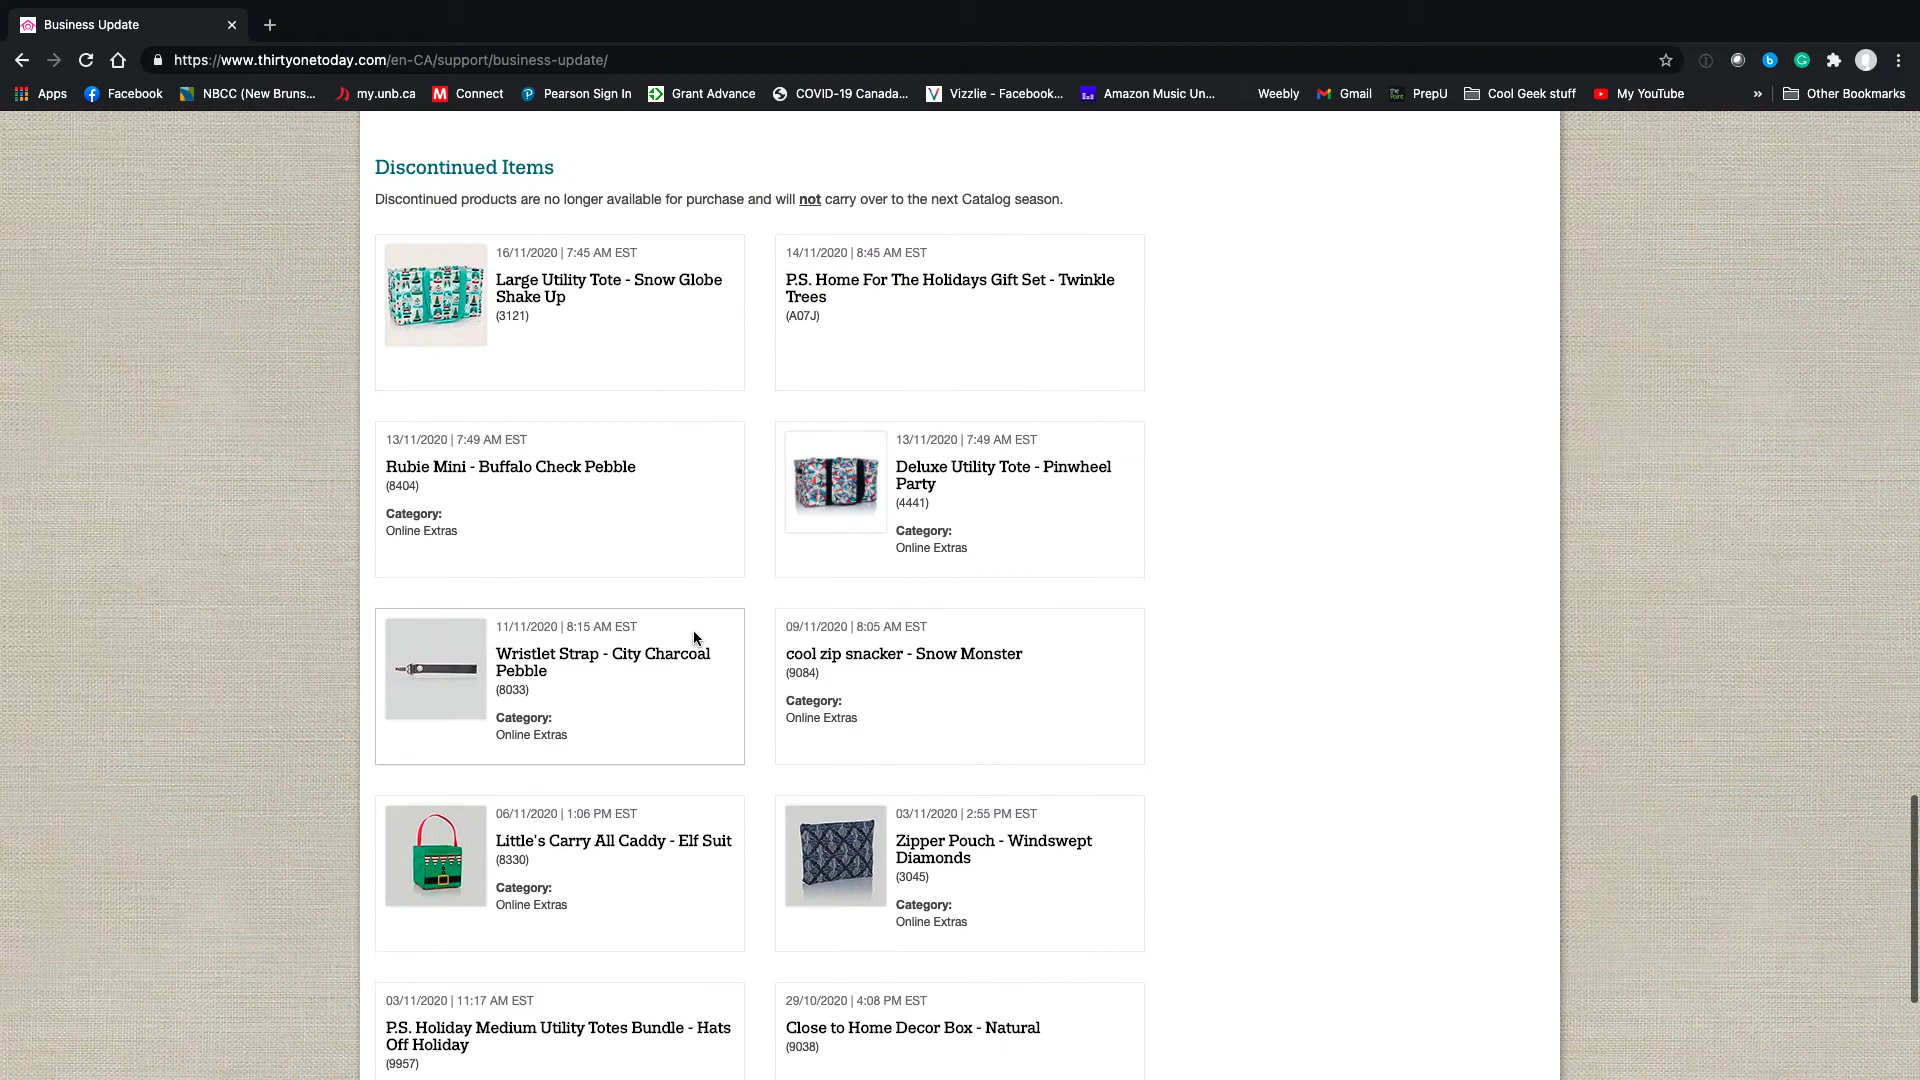 Business Update
https://www.thirtyonetoday.com/en-CA/support/business-update/
Apps
Facebook
NBCC (New Bruns...
my.unb.ca
Connect
Pearson Sign In
Grant Advance
COVID-19 Canada...
Vizzlie - Facebook...
Amazon Music Un...
Weebly
Gmail
PrepU
Cool Geek stuff
My YouTube
»
Other Bookmarks
Discontinued Items
Discontinued products are no longer available for purchase and will not carry over to the next Catalog season.
16/11/2020 | 7:45 AM EST
Large Utility Tote - Snow Globe
Shake Up
(3121)
14/11/2020 | 8:45 AM EST
P.S. Home For The Holidays Gift Set - Twinkle
Trees
(A07J)
13/11/2020 | 7:49 AM EST
Rubie Mini - Buffalo Check Pebble
(8404)
Category:
Online Extras
13/11/2020 | 7:49 AM EST
Deluxe Utility Tote - Pinwheel
Party
(4441)
Category:
Online Extras
11/11/2020 | 8:15 AM EST
Wristlet Strap - City Charcoal
Pebble
(8033)
Category:
Online Extras
09/11/2020 | 8:05 AM EST
cool zip snacker - Snow Monster
(9084)
Category:
Online Extras
06/11/2020 | 1:06 PM EST
Little's Carry All Caddy - Elf Suit
(8330)
Category:
Online Extras
03/11/2020 | 2:55 PM EST
Zipper Pouch - Windswept
Diamonds
(3045)
Category:
Online Extras
03/11/2020 | 11:17 AM EST
P.S. Holiday Medium Utility Totes Bundle - Hats
Off Holiday
(9957)
29/10/2020 | 4:08 PM EST
Close to Home Decor Box - Natural
(9038)